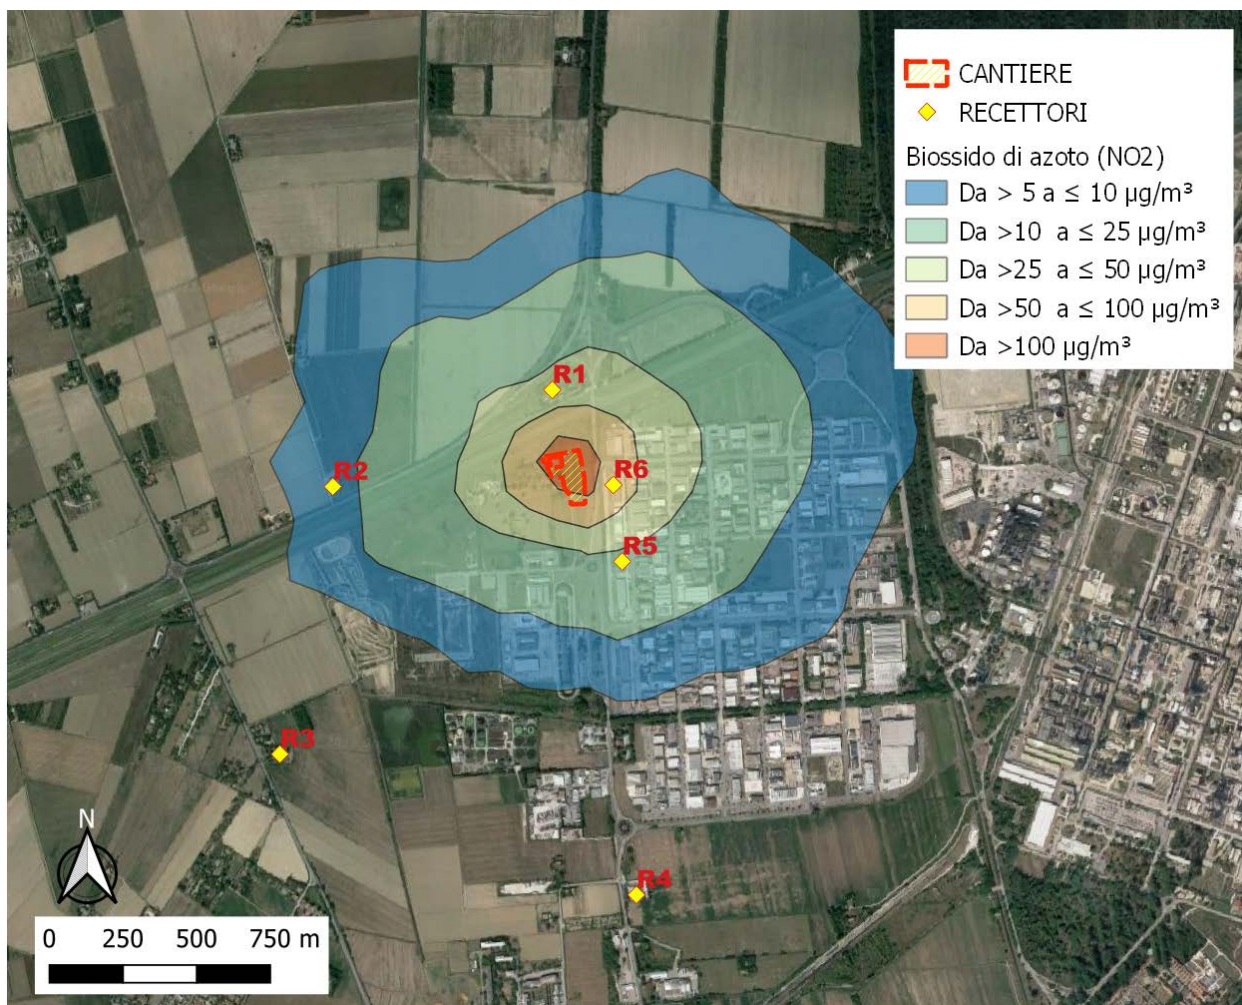 CANTIERE
RECETTORI
Biossido di azoto (NO2)
Da > 5 a ≤ 10 µg/m³
Da >10 a ≤ 25 µg/m³
Da >25 a ≤ 50 µg/m³
Da >50 a ≤ 100 µg/m³
Da >100 µg/m³
R1
R2
R6
R5
R3
R4
N
0 250 500 750 m